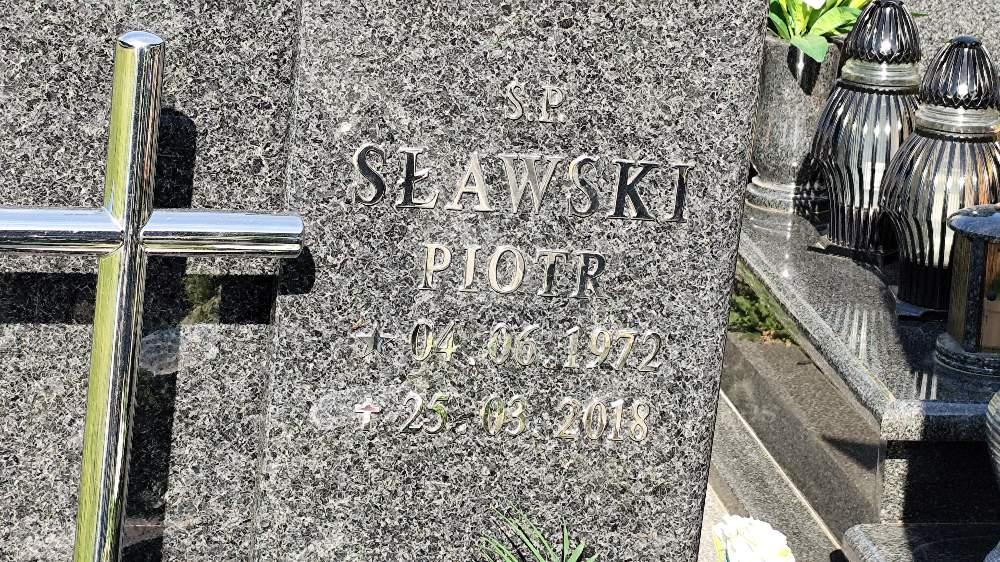 Ś.P.
SŁAWSKI
PIOTR
04.06.1972
25.03.2018